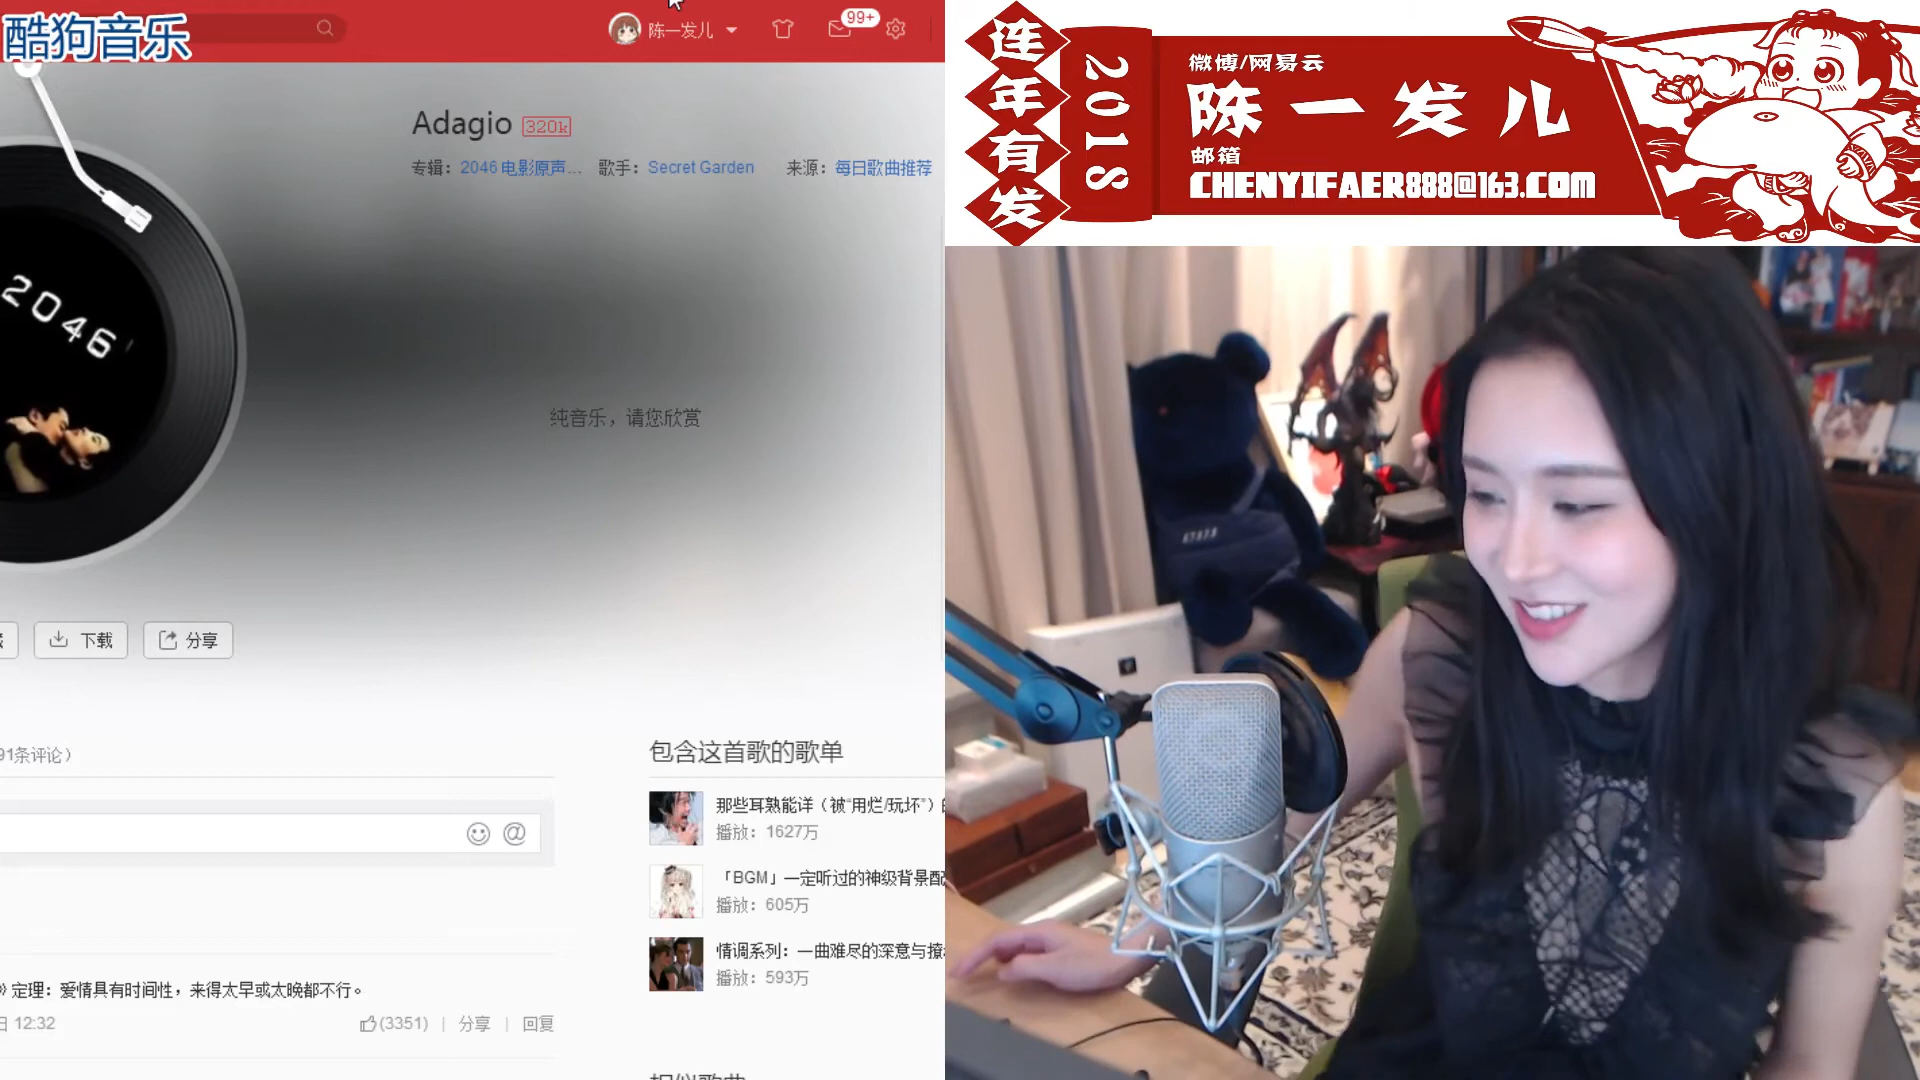 酷狗音乐
陈一发儿
99+
Adagio 320k
专辑：2046 电影原声... 歌手：Secret Garden 来源：每日歌曲推荐
2046
纯音乐，请您欣赏
下载
分享
91条评论）
包含这首歌的歌单
那些耳熟能详（被“用烂/玩坏”）
播放：1627万
「BGM」一定听过的神级背景配
播放：605万
情调系列：一曲难尽的深意与撩
播放：593万
定理：爱情具有时间性，来得太早或太晚都不行。
日 12:32
(3351) | 分享 | 回复
连年有发
2018
微博/网易云
陈一发儿
邮箱
CHENYIFAER888@163.COM